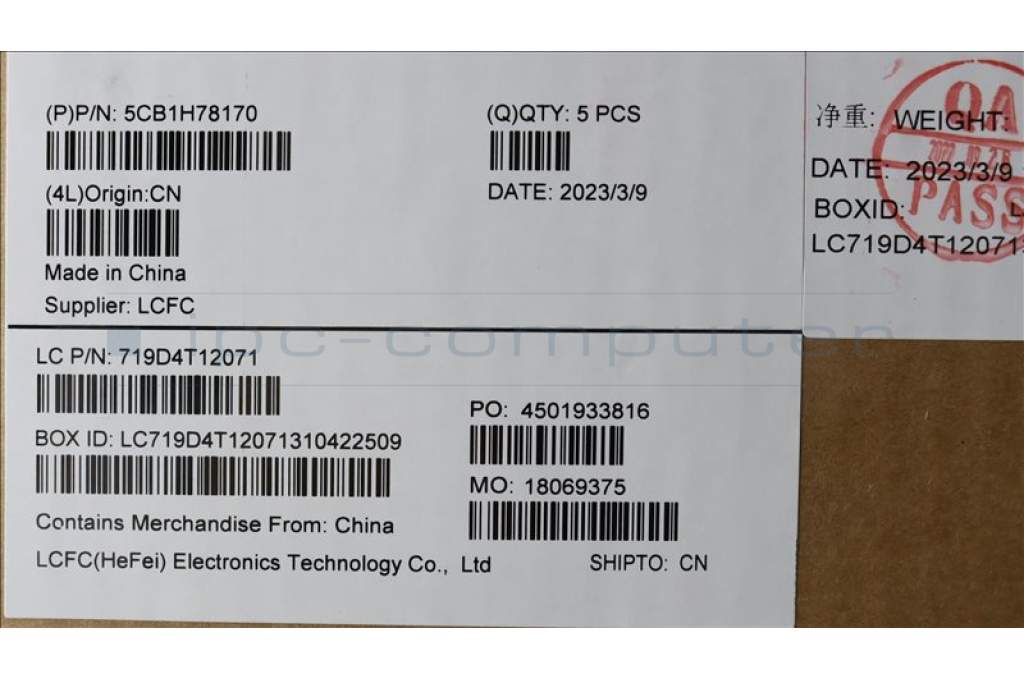 (P)P/N: 5CB1H78170
(Q)QTY: 5 PCS
(4L)Origin:CN
DATE: 2023/3/9
Made in China
Supplier: LCFC
净重: WEIGHT:
DATE: 2023/3/9
BOXID:
LC719D4T12071
QA
PASS
ipc-computer
LC P/N: 719D4T12071
PO: 4501933816
BOX ID: LC719D4T12071310422509
MO: 18069375
Contains Merchandise From: China
LCFC(HeFei) Electronics Technology Co., Ltd
SHIPTO: CN